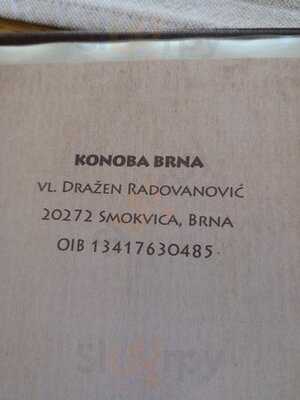 KONOBA BRNA
VL. DRAŽEN RADOVANOVIĆ
20272 SMOKVICA, BRNA
OIB 13417630485